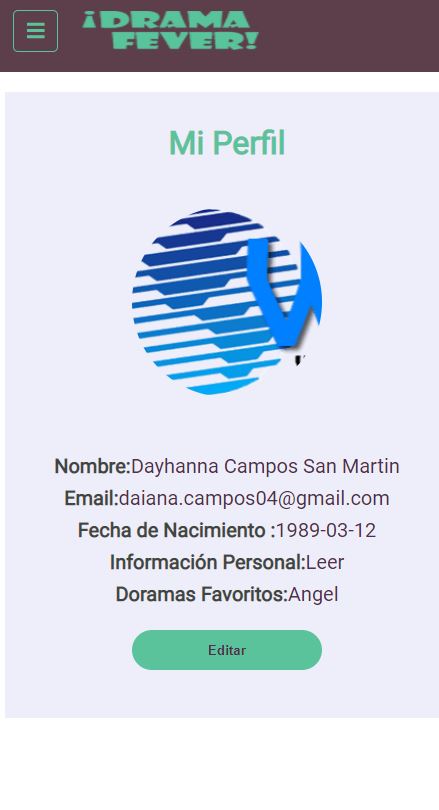 ¡DRAMA
FEVER!
Mi Perfil
Nombre:Dayhanna Campos San Martin
Email:daiana.campos04@gmail.com
Fecha de Nacimiento :1989-03-12
Información Personal:Leer
Doramas Favoritos:Angel
Editar